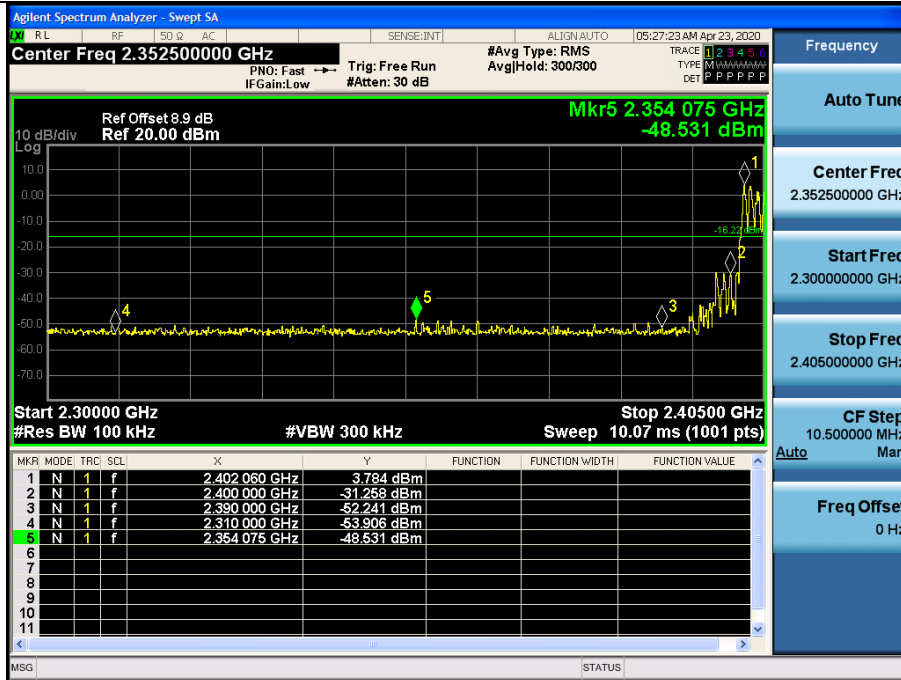 Agilent Spectrum Analyzer - Swept SA
LXI RL RF 50 Ω AC SENSE:INT ALIGN AUTO 05:27:23 AM Apr 23, 2020
Center Freq 2.352500000 GHz
PNO: Fast
IFGain:Low
Trig: Free Run
#Atten: 30 dB
#Avg Type: RMS
Avg|Hold: 300/300
TRACE 1 2 3 4 5 6
TYPE M W W W W W
DET P P P P P P
Frequency
Mkr5 2.354 075 GHz
-48.531 dBm
Ref Offset 8.9 dB
10 dB/div Ref 20.00 dBm
Log
10.0
0.00
-10.0
-20.0
-30.0
-40.0
-50.0
-60.0
-70.0
1
-16.22 dBm
2
3
4
5
Start 2.30000 GHz Stop 2.40500 GHz
#Res BW 100 kHz #VBW 300 kHz Sweep 10.07 ms (1001 pts)
MKR MODE TRC SCL X Y FUNCTION FUNCTION WIDTH FUNCTION VALUE
1 N 1 f 2.402 060 GHz 3.784 dBm
2 N 1 f 2.400 000 GHz -31.258 dBm
3 N 1 f 2.390 000 GHz -52.241 dBm
4 N 1 f 2.310 000 GHz -53.906 dBm
5 N 1 f 2.354 075 GHz -48.531 dBm
6
7
8
9
10
11
MSG STATUS
Auto Tune
Center Freq
2.352500000 GHz
Start Freq
2.300000000 GHz
Stop Freq
2.405000000 GHz
CF Step
10.500000 MHz
Auto Man
Freq Offset
0 Hz